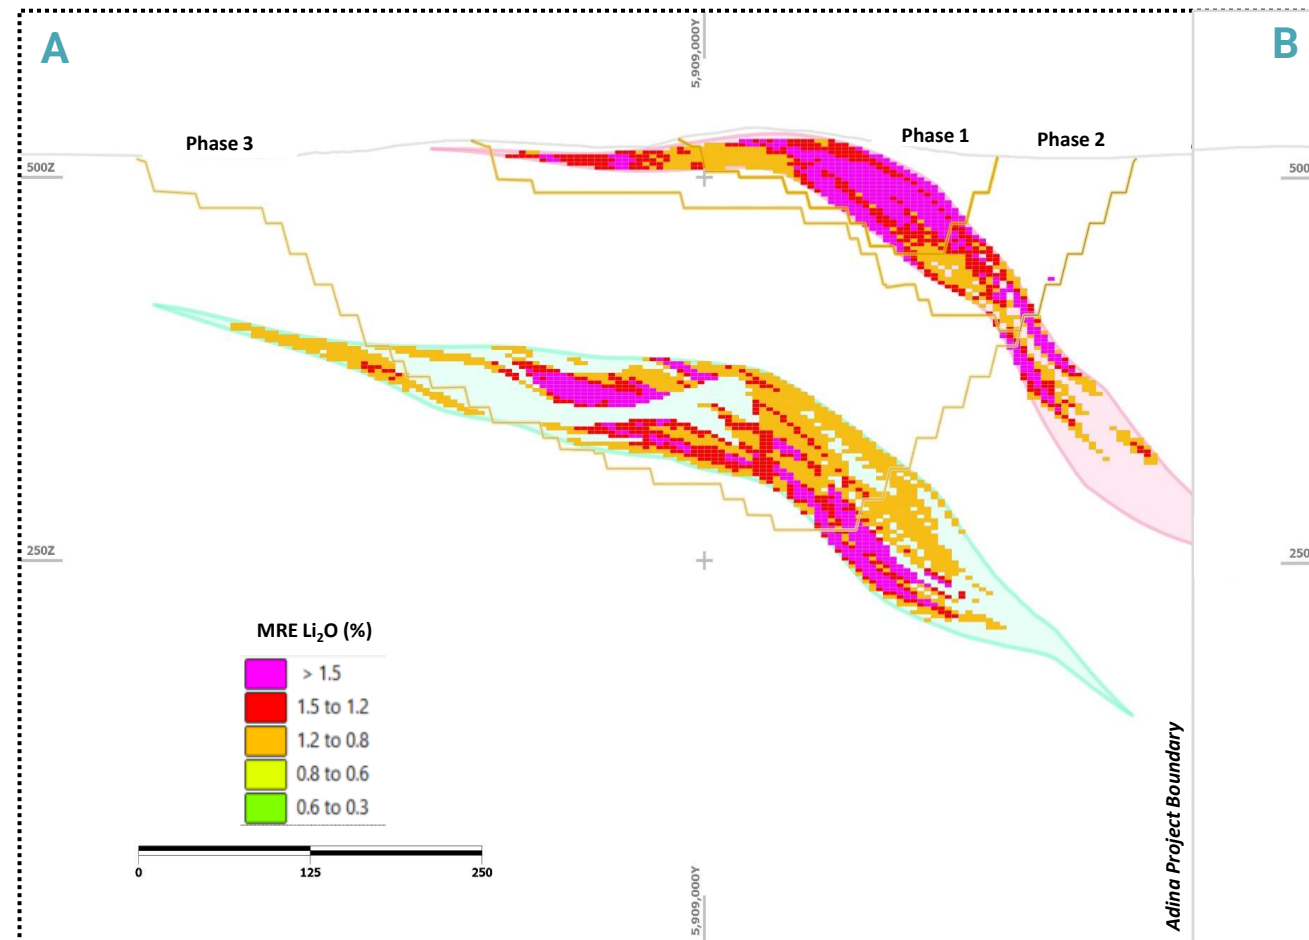 A
5,909,000Y
B
Phase 3
Phase 1
Phase 2
500Z
500
250Z
250
MRE Li₂O (%)
> 1.5
1.5 to 1.2
1.2 to 0.8
0.8 to 0.6
0.6 to 0.3
0
125
250
5,909,000Y
Adina Project Boundary